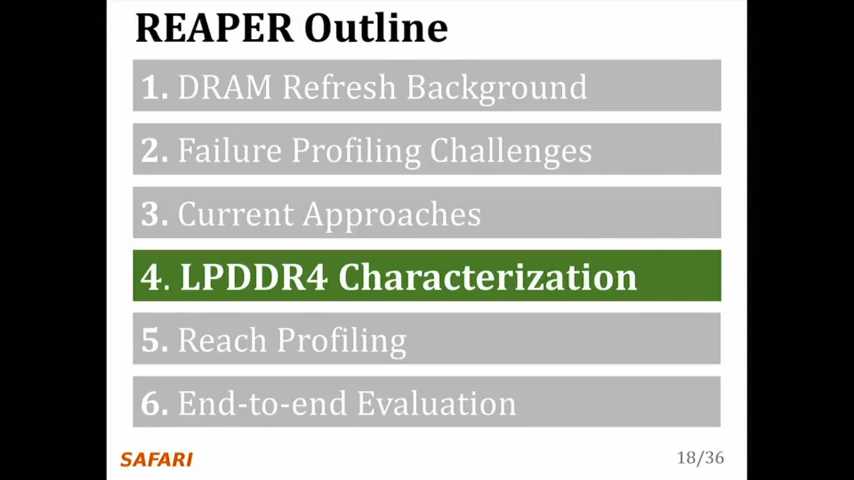 REAPER Outline
1. DRAM Refresh Background
2. Failure Profiling Challenges
3. Current Approaches
4. LPDDR4 Characterization
5. Reach Profiling
6. End-to-end Evaluation
SAFARI
18/36